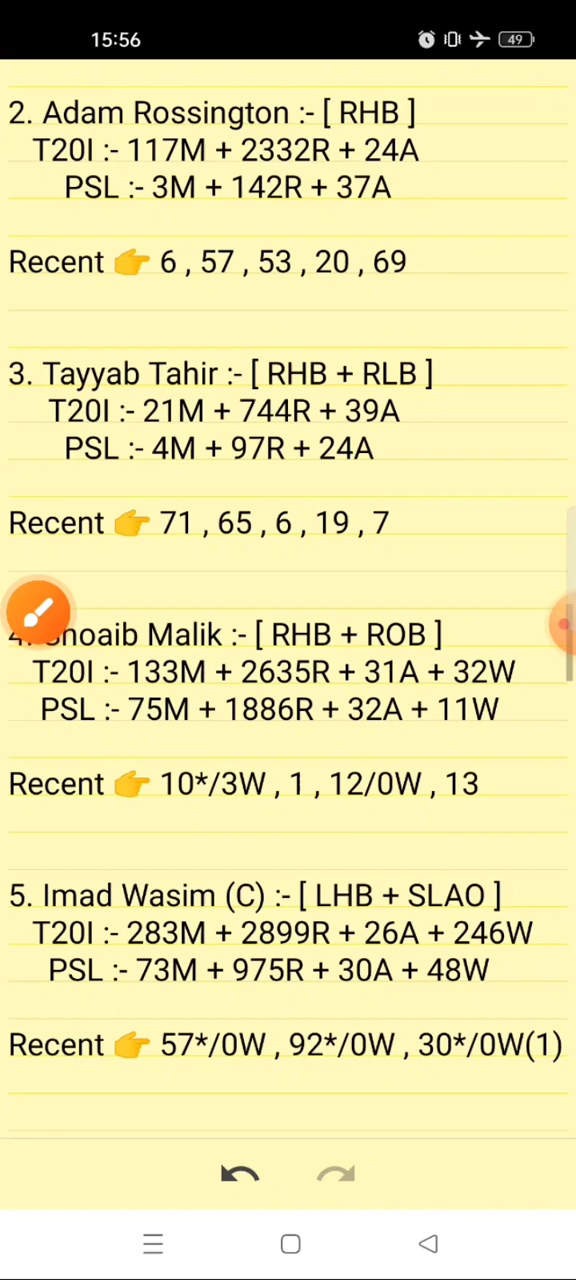 15:56
49
2. Adam Rossington :- [ RHB ]
T20I :- 117M + 2332R + 24A
PSL :- 3M + 142R + 37A
Recent 👉 6 , 57 , 53 , 20 , 69
3. Tayyab Tahir :- [ RHB + RLB ]
T20I :- 21M + 744R + 39A
PSL :- 4M + 97R + 24A
Recent 👉 71 , 65 , 6 , 19 , 7
4. Shoaib Malik :- [ RHB + ROB ]
T20I :- 133M + 2635R + 31A + 32W
PSL :- 75M + 1886R + 32A + 11W
Recent 👉 10*/3W , 1 , 12/0W , 13
5. Imad Wasim (C) :- [ LHB + SLAO ]
T20I :- 283M + 2899R + 26A + 246W
PSL :- 73M + 975R + 30A + 48W
Recent 👉 57*/0W , 92*/0W , 30*/0W(1)